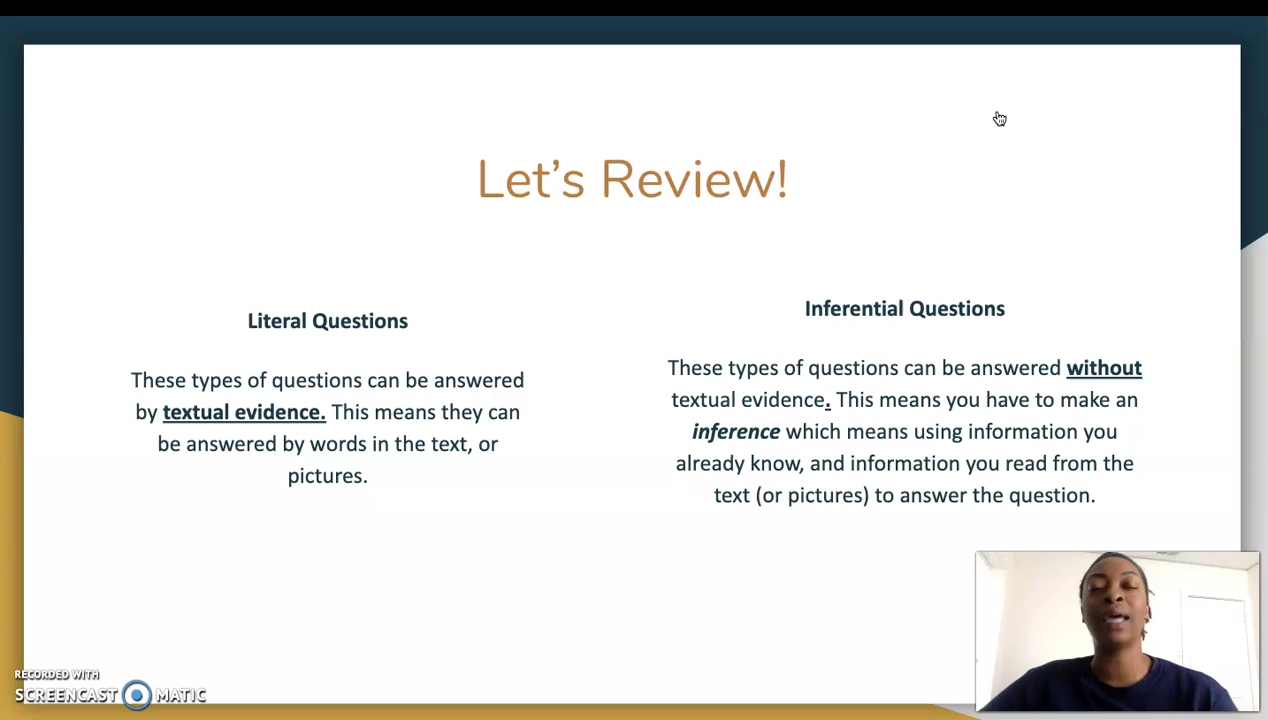 Let's Review!
Literal Questions
These types of questions can be answered
by textual evidence. This means they can
be answered by words in the text, or
pictures.
Inferential Questions
These types of questions can be answered without
textual evidence. This means you have to make an
inference which means using information you
already know, and information you read from the
text (or pictures) to answer the question.
RECORDED WITH
SCREENCAST MATIC